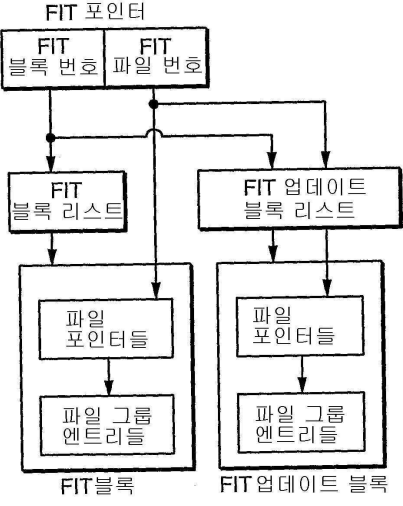 FIT 포인터
FIT
블록 번호
FIT
파일 번호
FIT
블록 리스트
FIT 업데이트
블록 리스트
파일
포인터들
파일
포인터들
파일 그룹
엔트리들
파일 그룹
엔트리들
FIT블록
FIT업데이트 블록